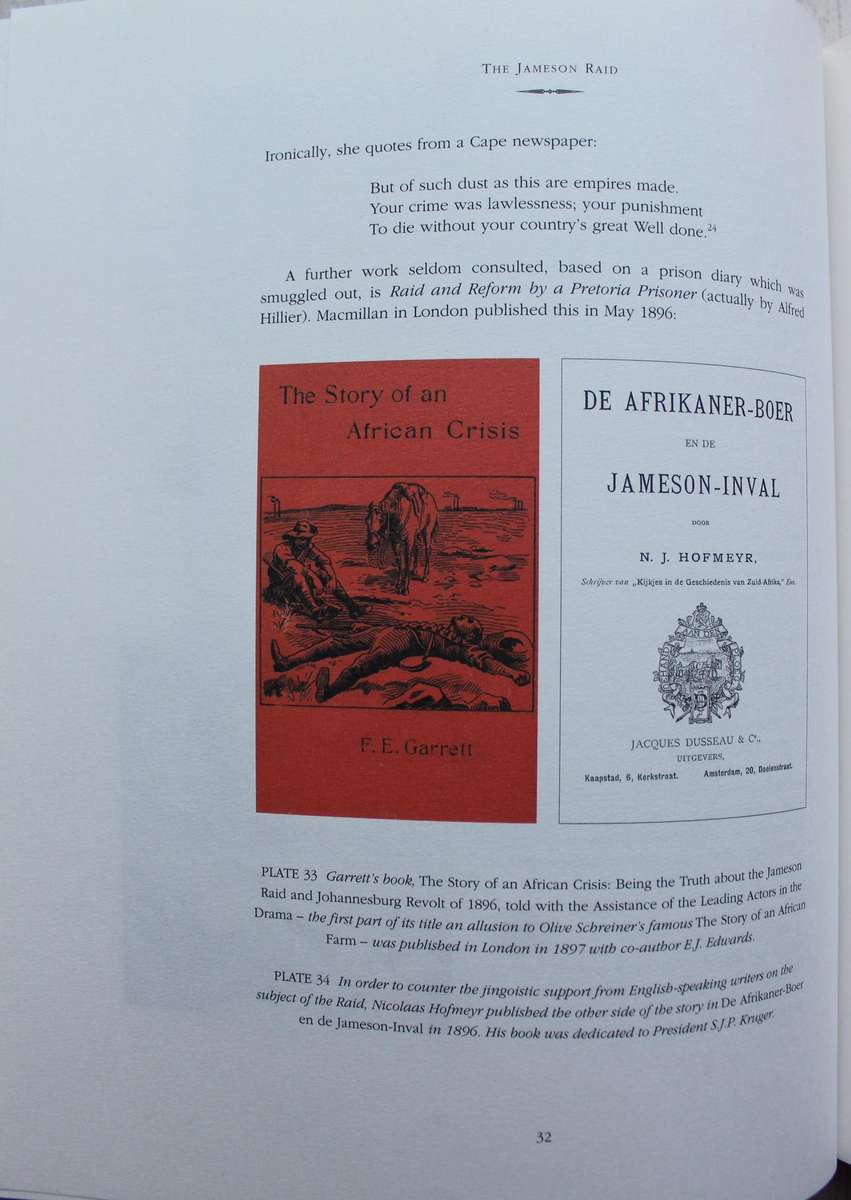 THE JAMESON RAID
Ironically, she quotes from a Cape newspaper:
But of such dust as this are empires made.
Your crime was lawlessness; your punishment
To die without your country's great Well done.24
A further work seldom consulted, based on a prison diary which was
smuggled out, is Raid and Reform by a Pretoria Prisoner (actually by Alfred
Hillier). Macmillan in London published this in May 1896:
The Story of an
African Crisis
F. E. Garrett
DE AFRIKANER-BOER
EN DE
JAMESON-INVAL
DOOR
N. J. HOFMEYR,
Schrijver van „Kijkjes in de Geschiedenis van Zuid-Afrika," Enz.
JACQUES DUSSEAU & Co.,
UITGEVERS,
Kaapstad, 6, Kerkstraat. Amsterdam, 20, Doelenstraat.
PLATE 33 Garrett's book, The Story of an African Crisis: Being the Truth about the Jameson
Raid and Johannesburg Revolt of 1896, told with the Assistance of the Leading Actors in the
Drama – the first part of its title an allusion to Olive Schreiner's famous The Story of an African
Farm – was published in London in 1897 with co-author E.J. Edwards.
PLATE 34 In order to counter the jingoistic support from English-speaking writers on the
subject of the Raid, Nicolaas Hofmeyr published the other side of the story in De Afrikaner-Boer
en de Jameson-Inval in 1896. His book was dedicated to President S.J.P. Kruger.
32